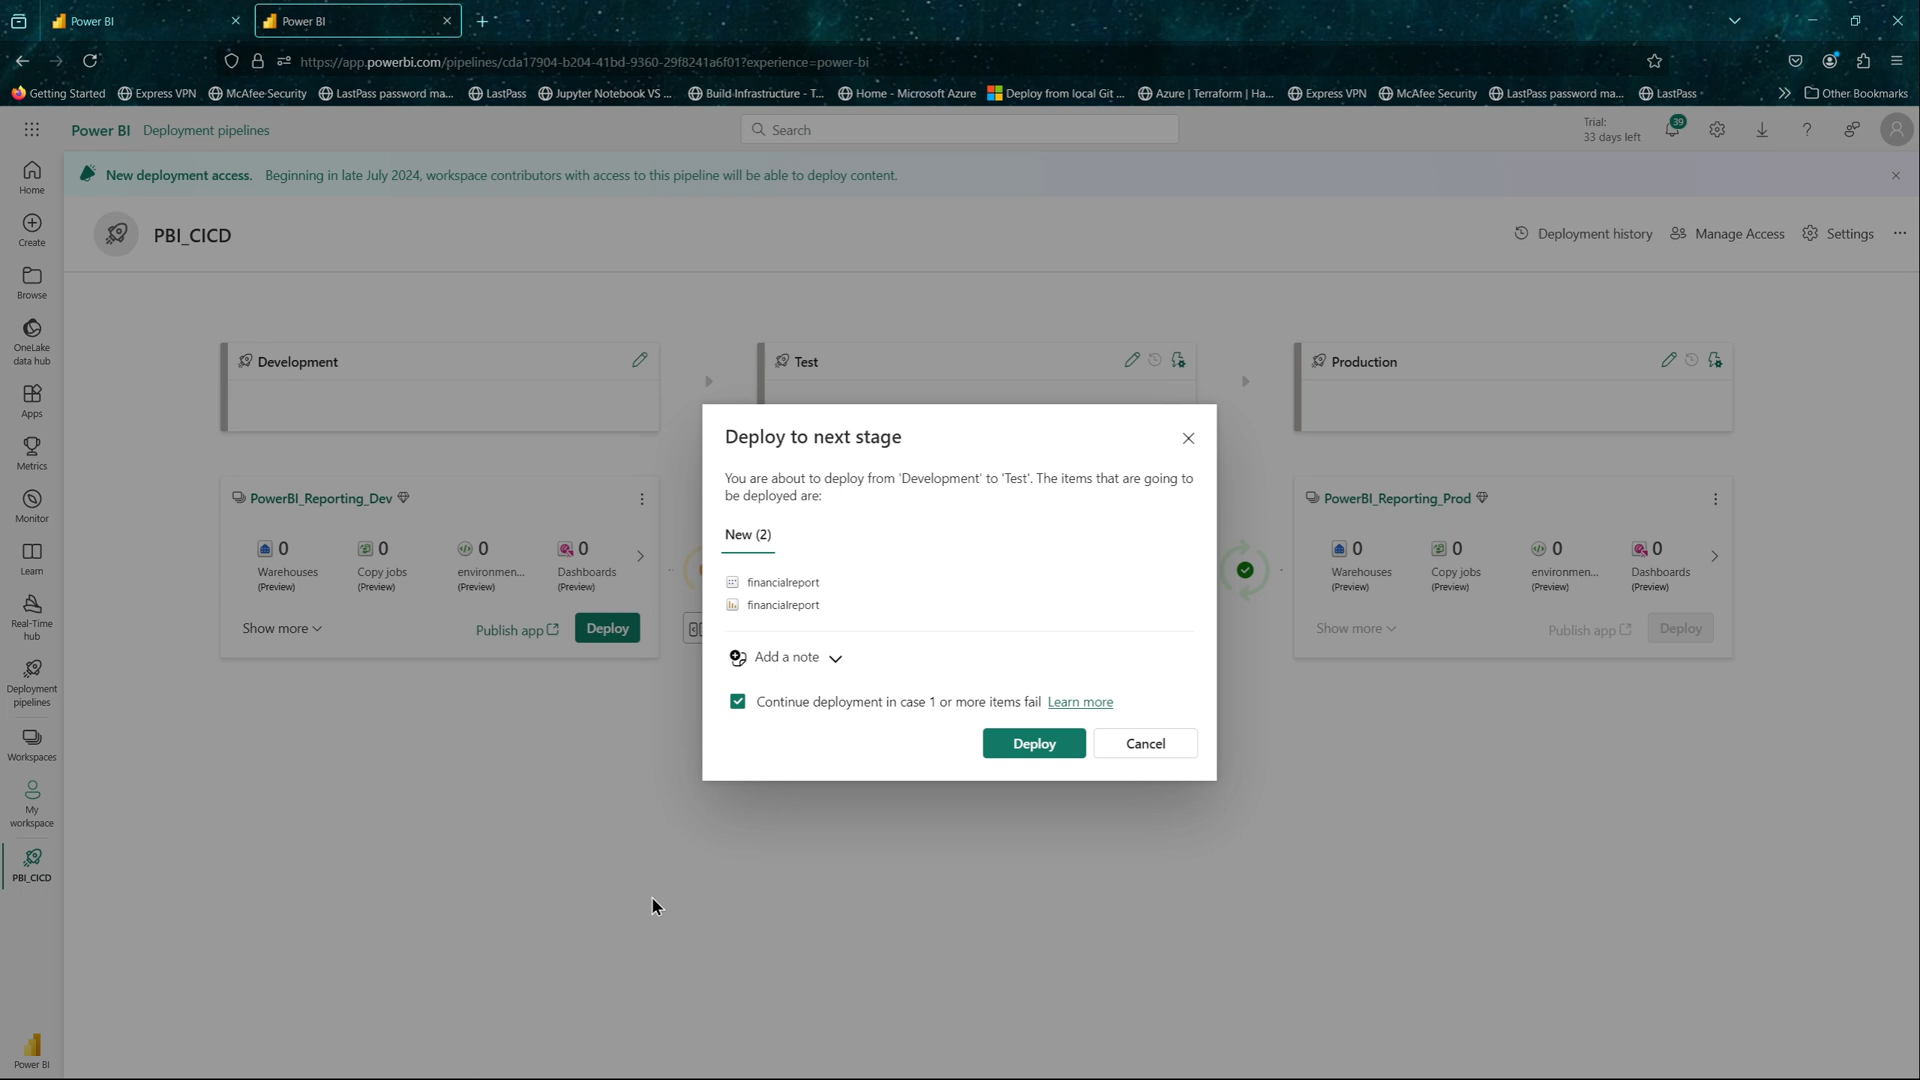 Power BI
Power BI
https://app.powerbi.com/pipelines/cda17904-b204-41bd-9360-29f8241a6f01?experience=power-bi
Getting Started
Express VPN
McAfee Security
LastPass password ma...
LastPass
Jupyter Notebook VS ...
Build-Infrastructure - T...
Home - Microsoft Azure
Deploy from local Git ...
Azure | Terraform | Ha...
Express VPN
McAfee Security
LastPass password ma...
LastPass
Other Bookmarks
Power BI
Deployment pipelines
Search
Trial:
33 days left
39
New deployment access. Beginning in late July 2024, workspace contributors with access to this pipeline will be able to deploy content.
Home
Create
Browse
OneLake
data hub
Apps
Metrics
Monitor
Learn
Real-Time
hub
Deployment
pipelines
Workspaces
My
workspace
PBI_CICD
Power BI
PBI_CICD
Deployment history
Manage Access
Settings
Development
Test
Production
PowerBI_Reporting_Dev
0
Warehouses
(Preview)
0
Copy jobs
(Preview)
0
environmen...
(Preview)
0
Dashboards
(Preview)
Show more
Publish app
Deploy
Deploy to next stage
You are about to deploy from 'Development' to 'Test'. The items that are going to
be deployed are:
New (2)
financialreport
financialreport
Add a note
Continue deployment in case 1 or more items fail Learn more
Deploy
Cancel
PowerBI_Reporting_Prod
0
Warehouses
(Preview)
0
Copy jobs
(Preview)
0
environmen...
(Preview)
0
Dashboards
(Preview)
Show more
Publish app
Deploy